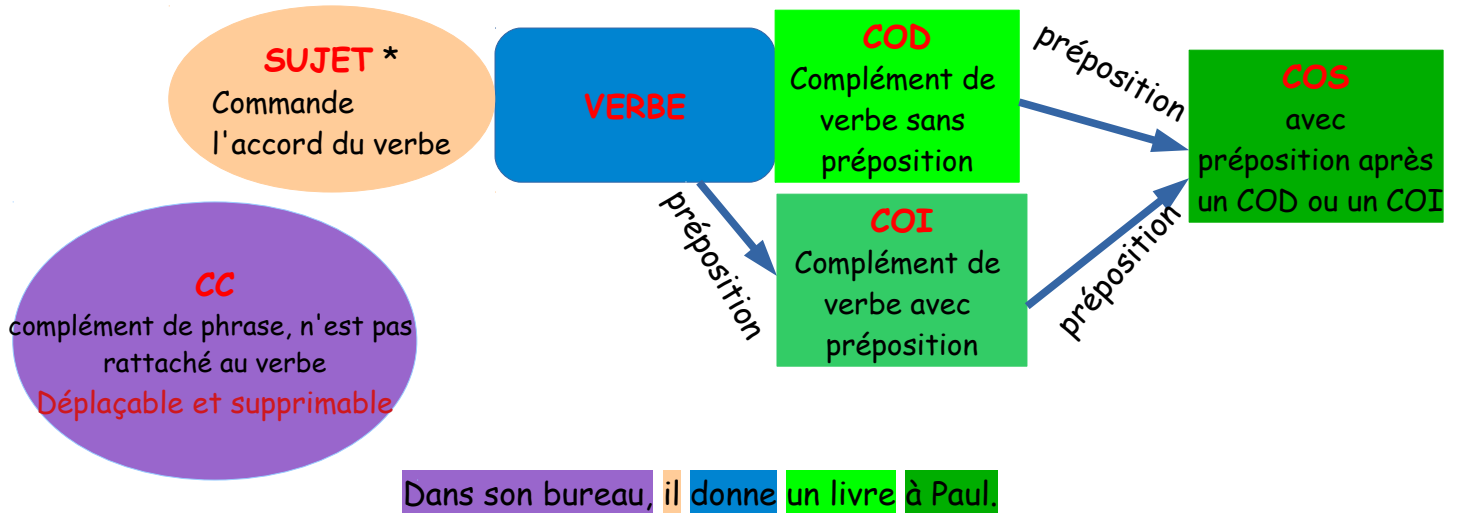 SUJET *
Commande
l'accord du verbe
VERBE
COD
Complément de
verbe sans
préposition
préposition
COS
avec
préposition après
un COD ou un COI
préposition
COI
Complément de
verbe avec
préposition
préposition
CC
complément de phrase, n'est pas
rattaché au verbe
Déplaçable et supprimable
Dans son bureau, il donne un livre à Paul.